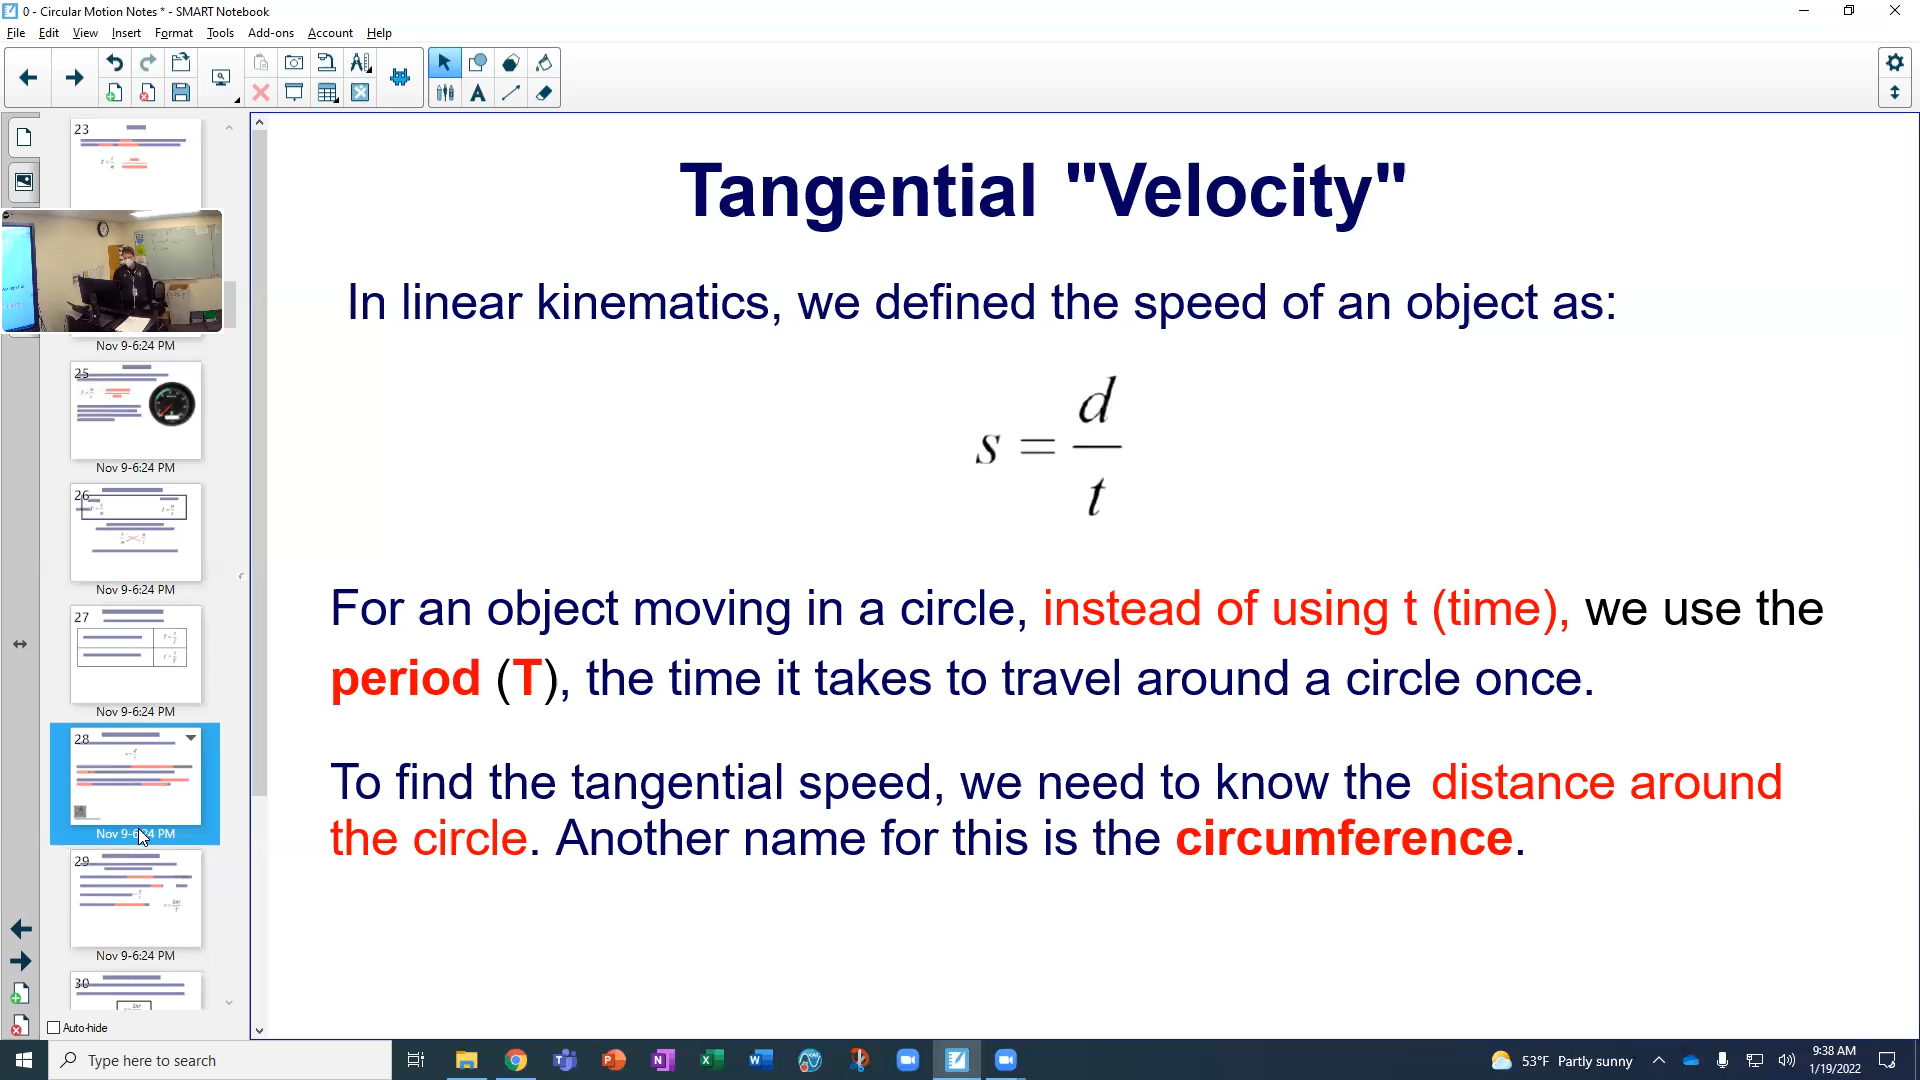 0 - Circular Motion Notes * - SMART Notebook
File Edit View Insert Format Tools Add-ons Account Help
23
Nov 9-6:24 PM
25
Nov 9-6:24 PM
26
Nov 9-6:24 PM
27
Nov 9-6:24 PM
28
Nov 9-6:24 PM
29
Nov 9-6:24 PM
30
Auto-hide
Tangential "Velocity"
In linear kinematics, we defined the speed of an object as:
s = d/t
For an object moving in a circle, instead of using t (time), we use the
period (T), the time it takes to travel around a circle once.
To find the tangential speed, we need to know the distance around
the circle. Another name for this is the circumference.
Type here to search
53°F Partly sunny
9:38 AM
1/19/2022